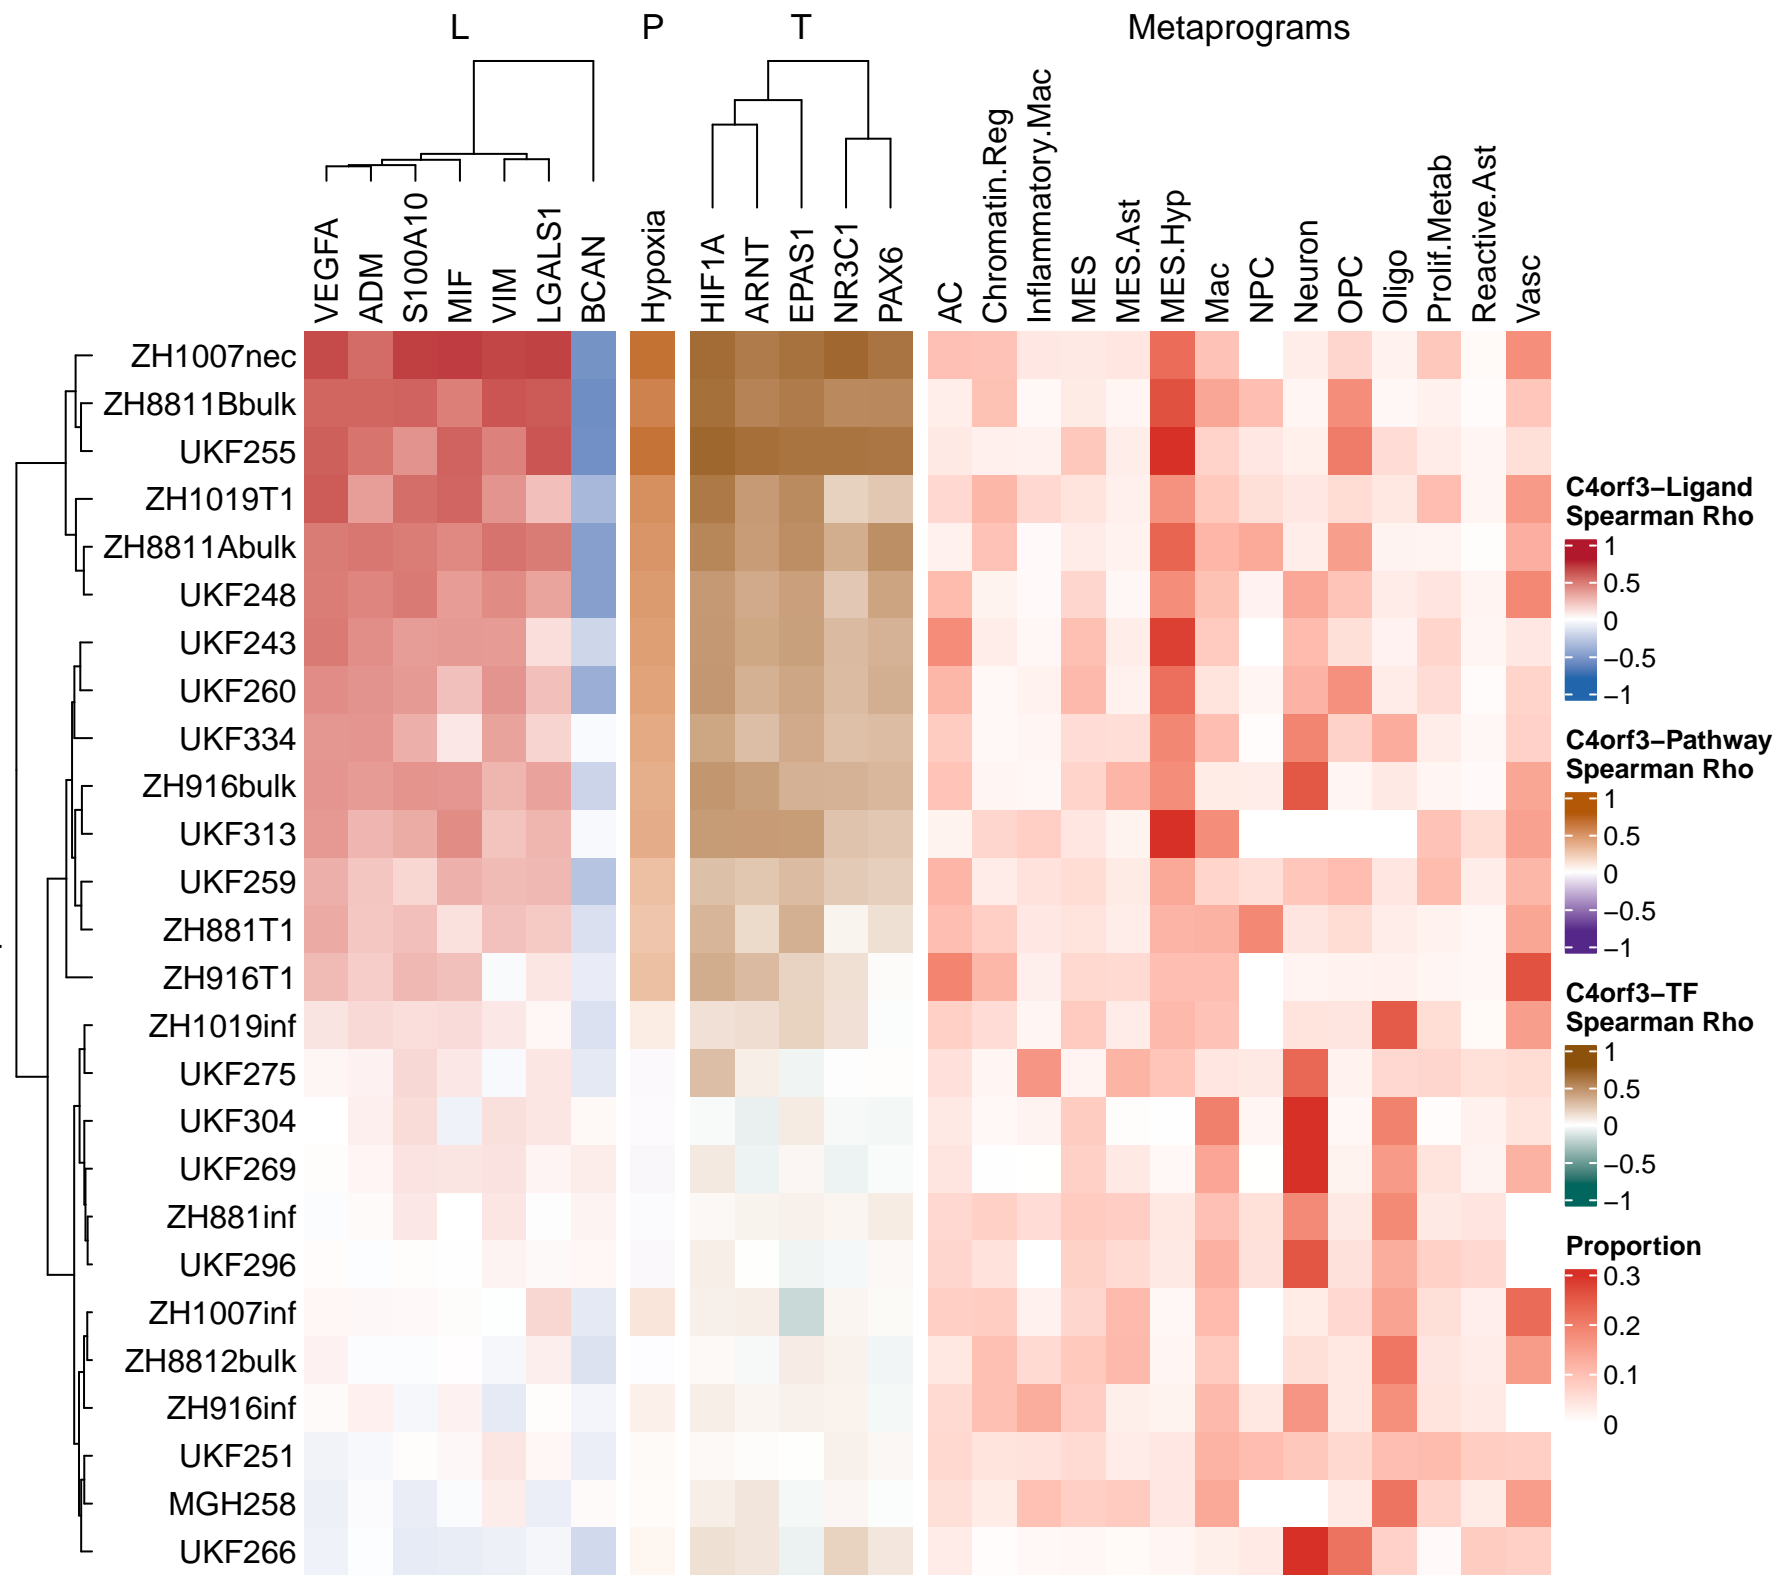 L P T Metaprograms
VEGFA
ADM
S100A10
MIF
VIM
LGALS1
BCAN
Hypoxia
HIF1A
ARNT
EPAS1
NR3C1
PAX6
AC
Chromatin.Reg
Inflammatory.Mac
MES
MES.Ast
MES.Hyp
Mac
NPC
Neuron
OPC
Oligo
Prolif.Metab
Reactive.Ast
Vasc
ZH1007nec
ZH8811Bbulk
UKF255
ZH1019T1
ZH8811Abulk
UKF248
UKF243
UKF260
UKF334
ZH916bulk
UKF313
UKF259
ZH881T1
ZH916T1
ZH1019inf
UKF275
UKF304
UKF269
ZH881inf
UKF296
ZH1007inf
ZH8812bulk
ZH916inf
UKF251
MGH258
UKF266
C4orf3−Ligand
Spearman Rho
1
0.5
0
−0.5
−1
C4orf3−Pathway
Spearman Rho
1
0.5
0
−0.5
−1
C4orf3−TF
Spearman Rho
1
0.5
0
−0.5
−1
Proportion
0.3
0.2
0.1
0